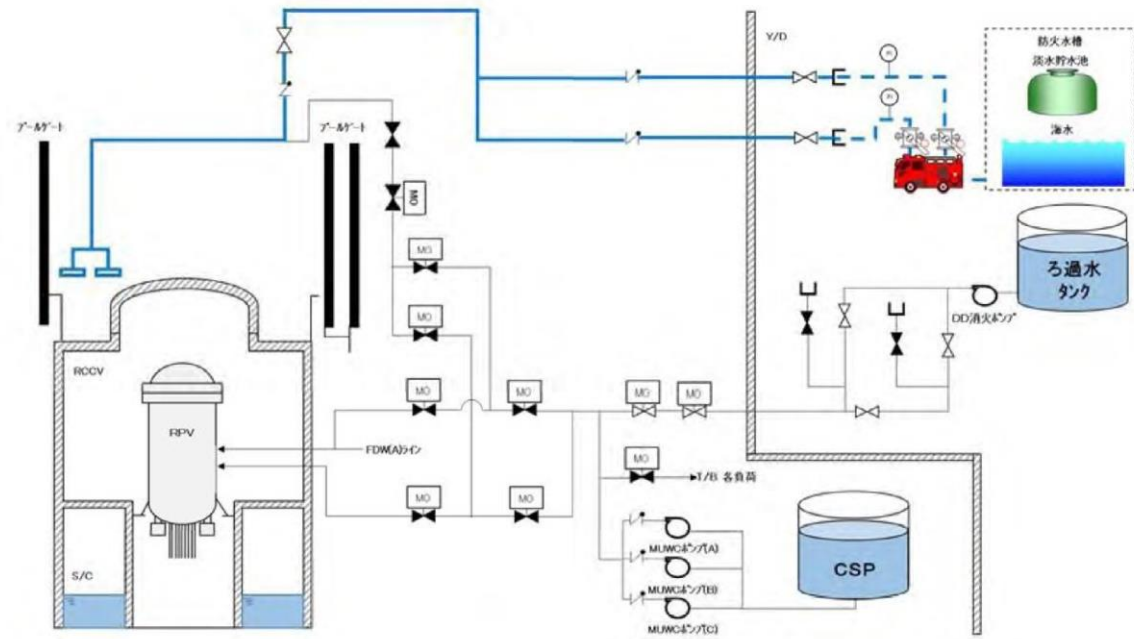 Y/D
防火水槽
淡水貯水池
海水
PI
PI
プールゲート
プールゲート
MO
MO
MO
ろ過水
タンク
DD消火ポンプ
RCCV
RPV
MO
MO
MO
MO
FDW(A)ライン
MO
T/B 各負荷
MO
MO
S/C
MUWCポンプ(A)
MUWCポンプ(B)
MUWCポンプ(C)
CSP